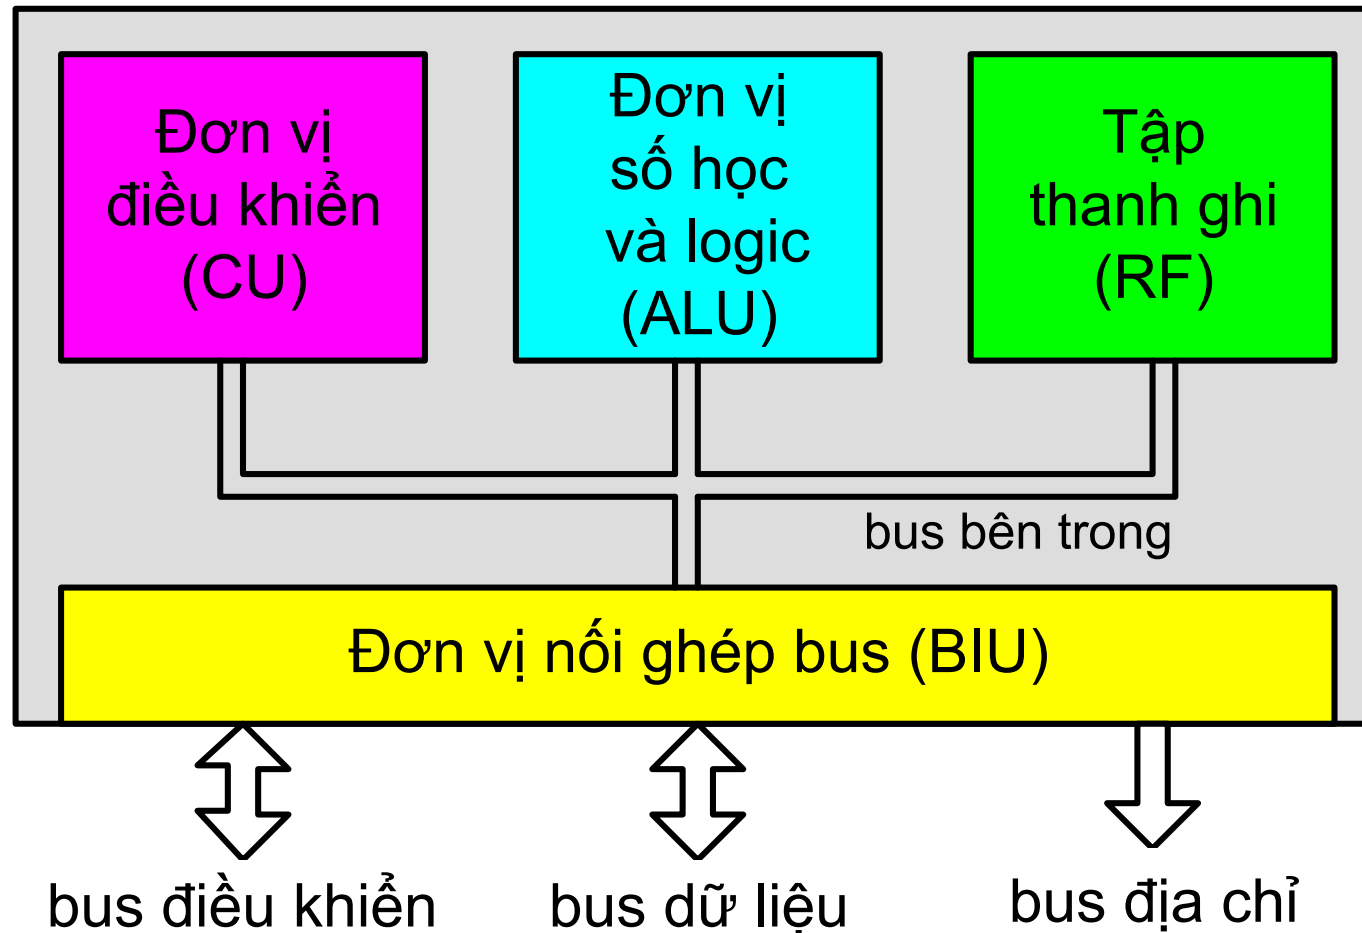 Đơn vị
điều khiển
(CU)
Đơn vị
số học
và logic
(ALU)
Tập
thanh ghi
(RF)
bus bên trong
Đơn vị nối ghép bus (BIU)
bus điều khiển
bus dữ liệu
bus địa chỉ